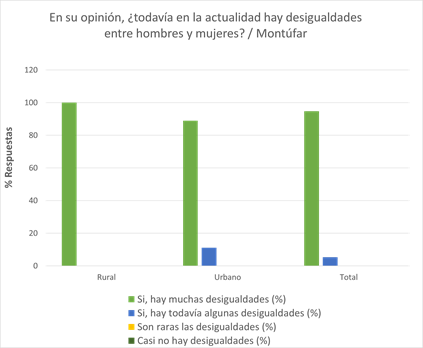 En su opinión, ¿todavía en la actualidad hay desigualdades
entre hombres y mujeres? / Montúfar
% Respuestas
120
100
80
60
40
20
0
Rural
Urbano
Total
Si, hay muchas desigualdades (%)
Si, hay todavía algunas desigualdades (%)
Son raras las desigualdades (%)
Casi no hay desigualdades (%)